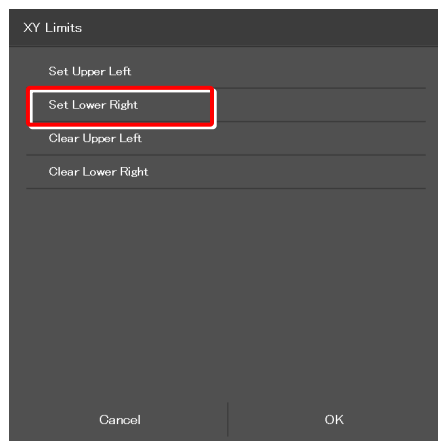 XY Limits
Set Upper Left
Set Lower Right
Clear Upper Left
Clear Lower Right
Cancel
OK